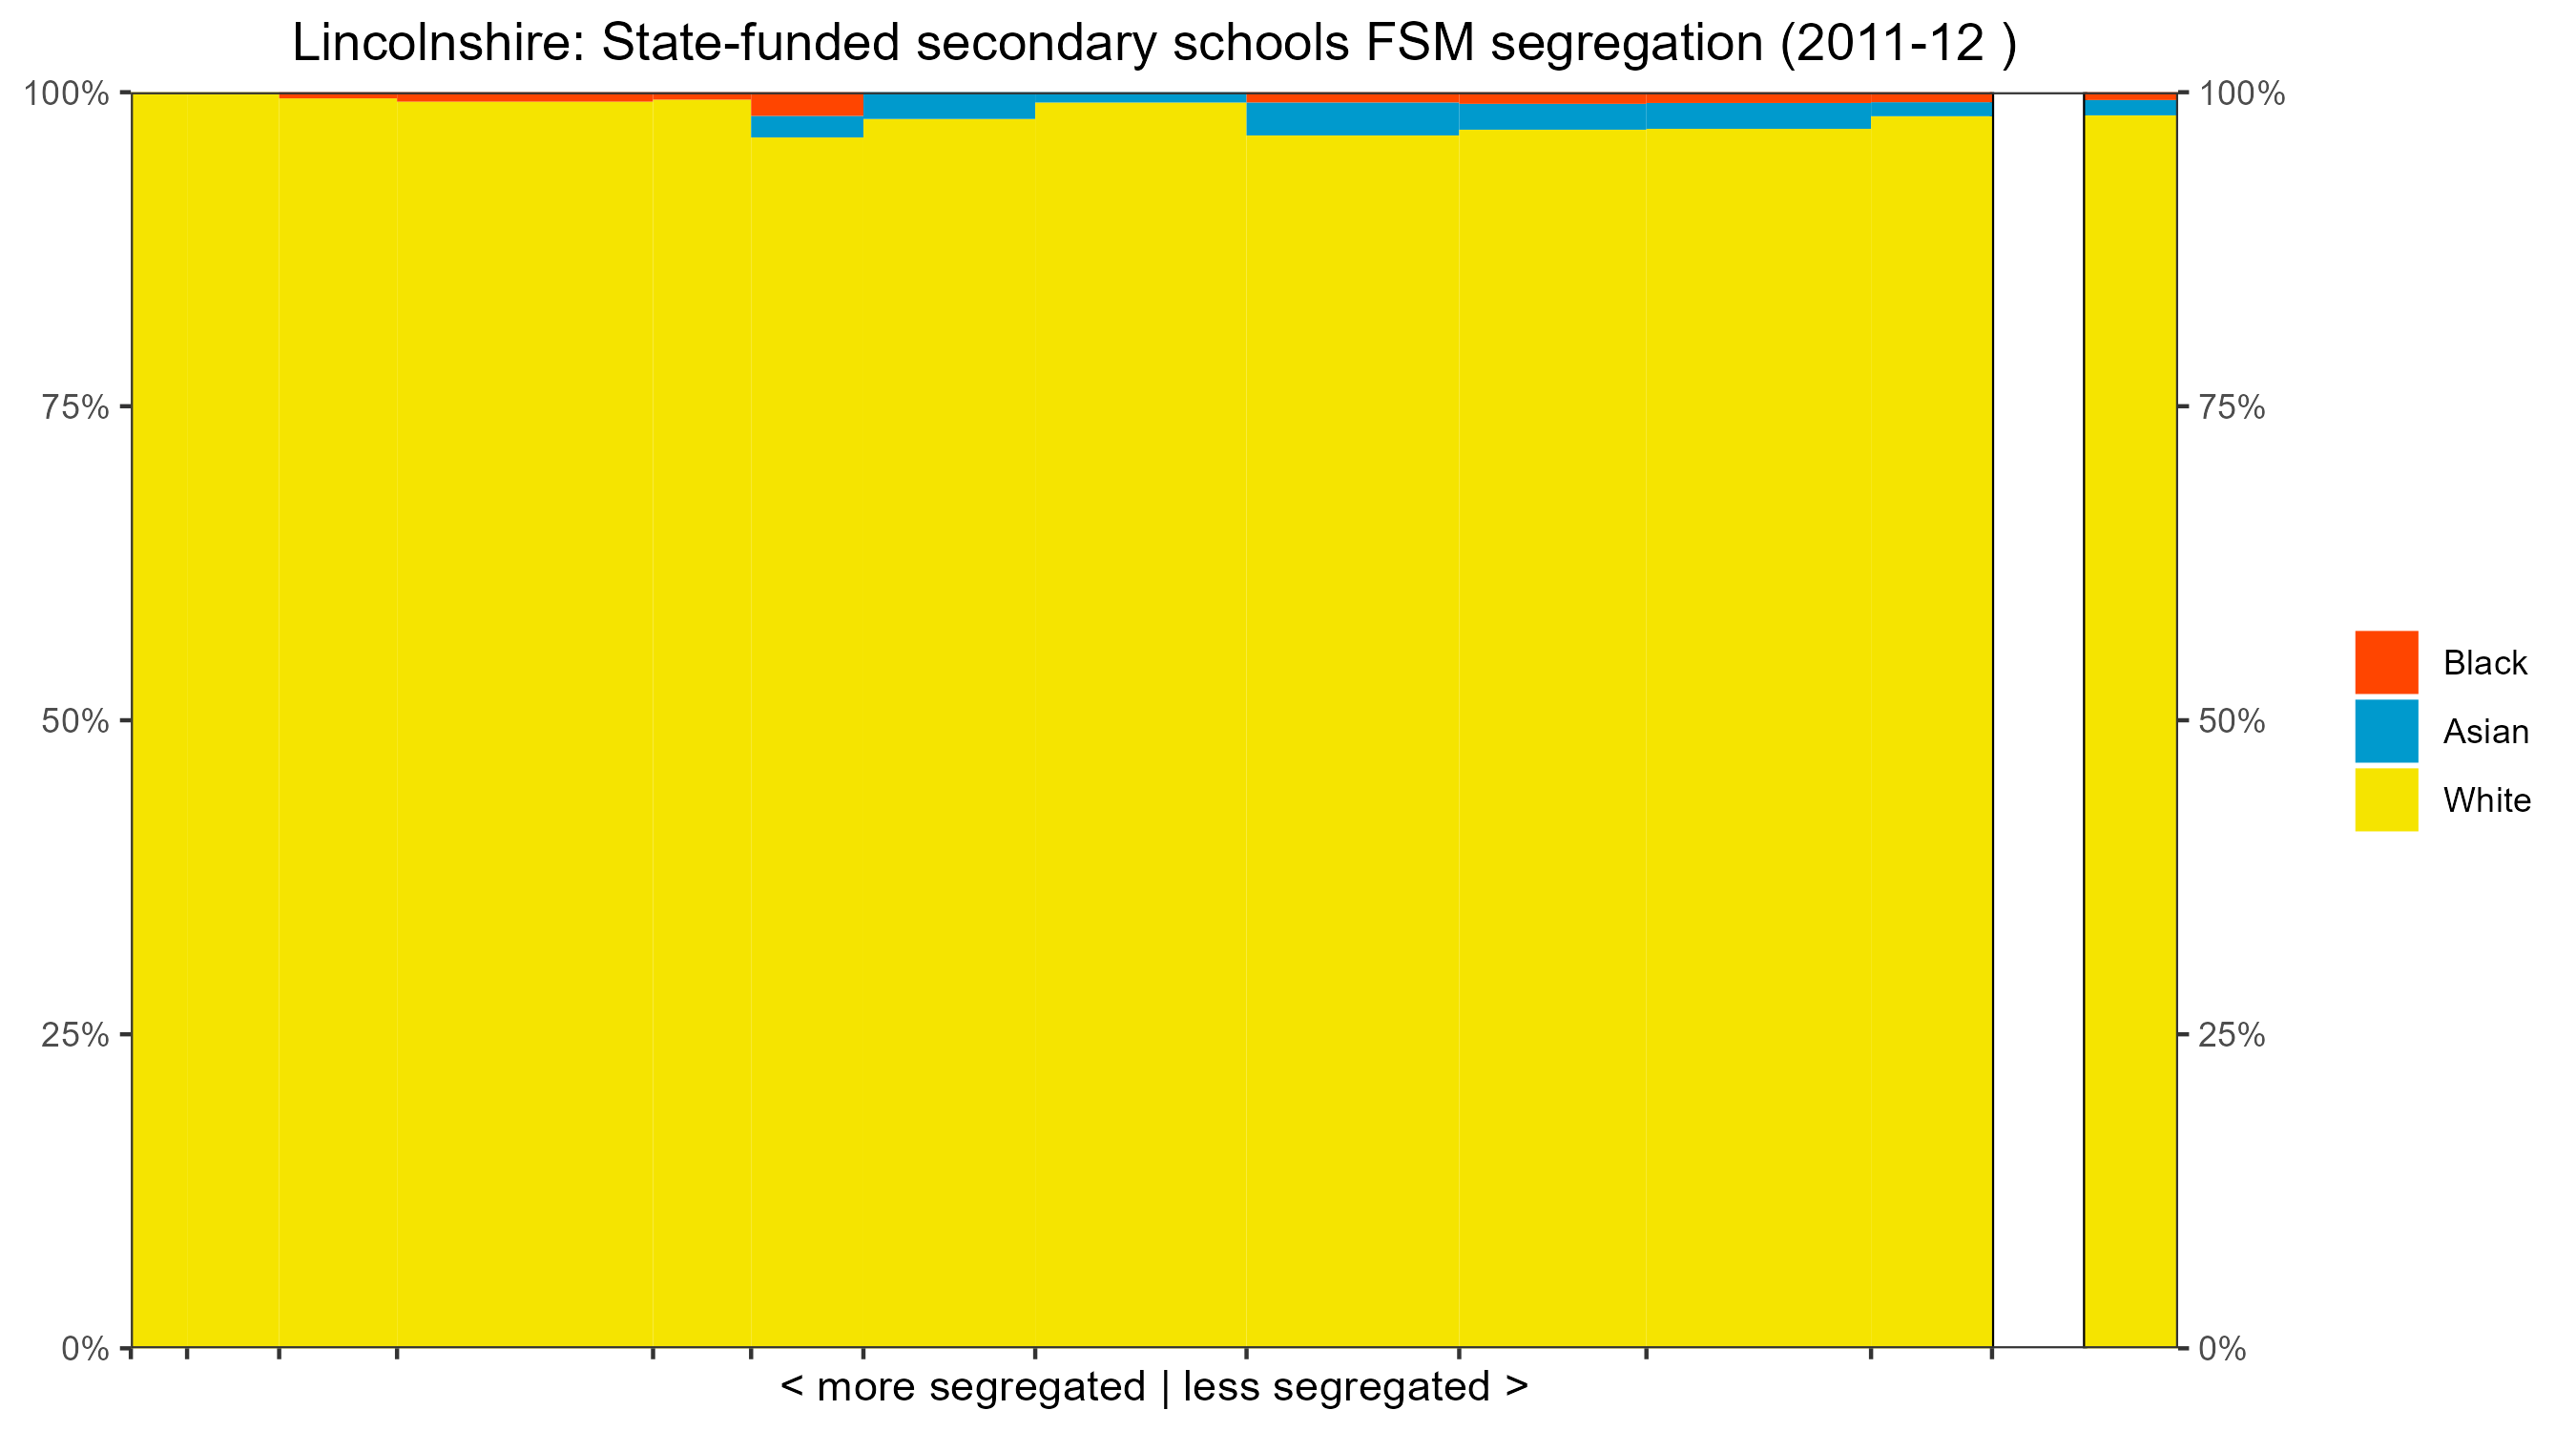 Lincolnshire: State-funded secondary schools FSM segregation (2011-12 )
100%
75%
50%
25%
0%
100%
75%
50%
25%
0%
Black
Asian
White
< more segregated | less segregated >